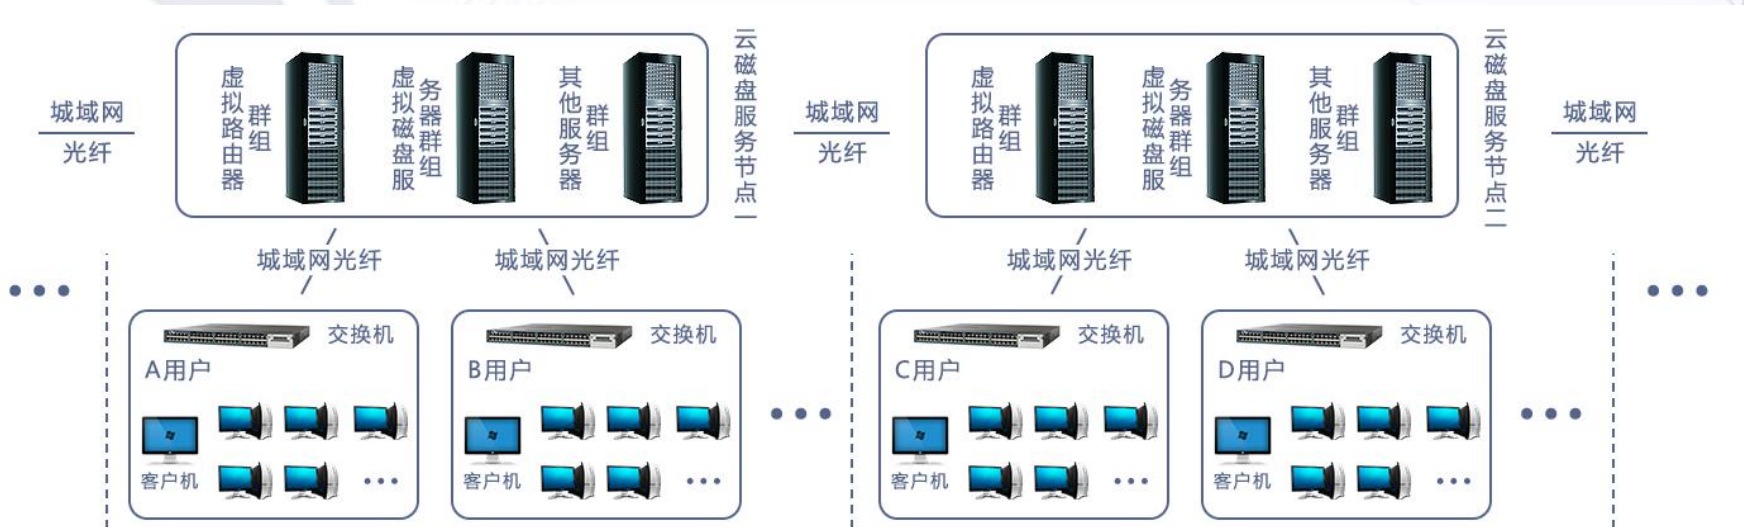 城域网
光纤
虚拟路由器
群组
虚拟磁盘服
务器群组
其他服务器
群组
云磁盘服务节点一
城域网
光纤
虚拟路由器
群组
虚拟磁盘服
务器群组
其他服务器
群组
云磁盘服务节点二
城域网
光纤
城域网光纤
城域网光纤
城域网光纤
城域网光纤
交换机
A用户
客户机
交换机
B用户
客户机
交换机
C用户
客户机
交换机
D用户
客户机